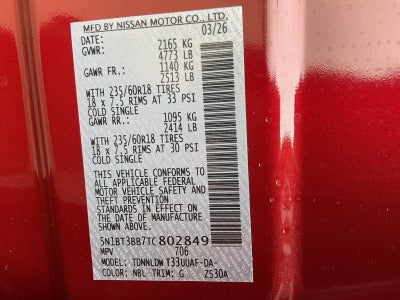 MFD BY NISSAN MOTOR CO., LTD.
DATE: 03/26
GVWR: 2165 KG
4773 LB
GAWR FR.: 1140 KG
2513 LB
WITH 235/60R18 TIRES
18 x 7.5 RIMS AT 33 PSI
COLD SINGLE
GAWR RR.: 1095 KG
2414 LB
WITH 235/60R18 TIRES
18 x 7.5 RIMS AT 30 PSI
COLD SINGLE
THIS VEHICLE CONFORMS TO
ALL APPLICABLE FEDERAL
MOTOR VEHICLE SAFETY AND
THEFT PREVENTION
STANDARDS IN EFFECT ON
THE DATE OF MANUFACTURE
SHOWN ABOVE.
5N1BT3BB7TC802849
MPV 706
MODEL: TDNNLDW T33UUAF-DA-
COLOR: NBL TRIM: G ZS30A